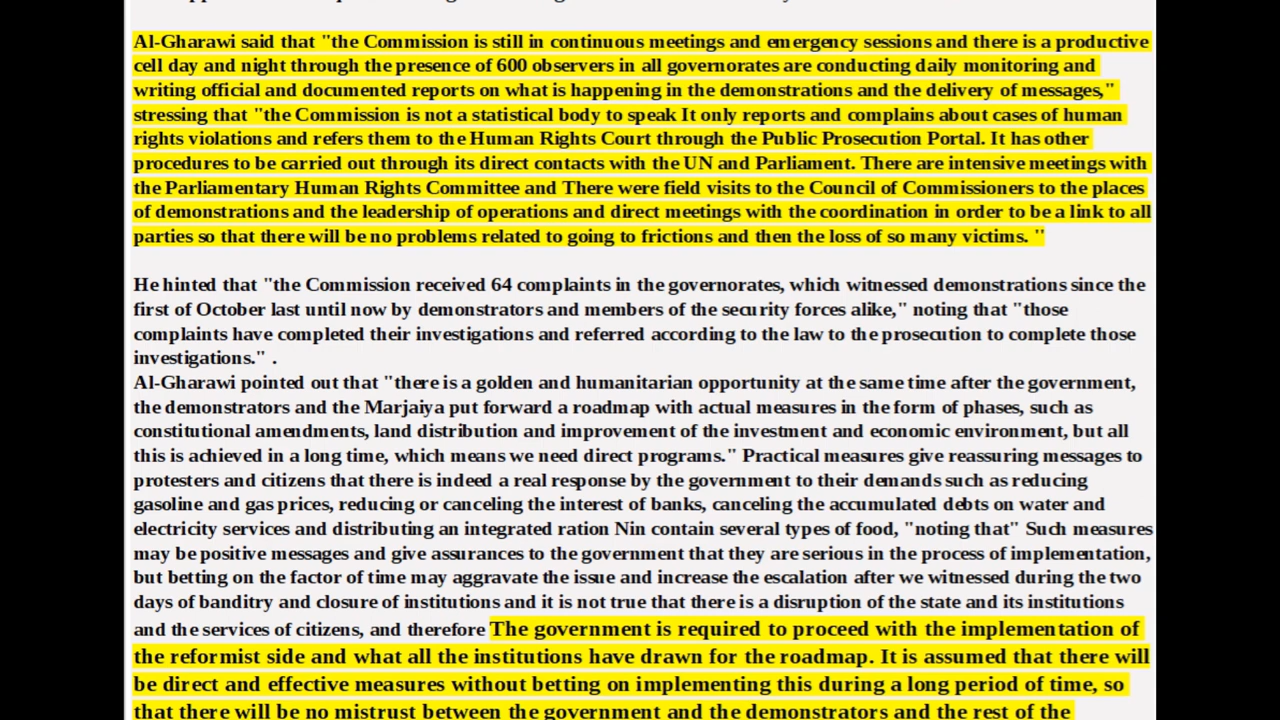 Al-Gharawi said that "the Commission is still in continuous meetings and emergency sessions and there is a productive
cell day and night through the presence of 600 observers in all governorates are conducting daily monitoring and
writing official and documented reports on what is happening in the demonstrations and the delivery of messages,"
stressing that "the Commission is not a statistical body to speak It only reports and complains about cases of human
rights violations and refers them to the Human Rights Court through the Public Prosecution Portal. It has other
procedures to be carried out through its direct contacts with the UN and Parliament. There are intensive meetings with
the Parliamentary Human Rights Committee and There were field visits to the Council of Commissioners to the places
of demonstrations and the leadership of operations and direct meetings with the coordination in order to be a link to all
parties so that there will be no problems related to going to frictions and then the loss of so many victims. "
He hinted that "the Commission received 64 complaints in the governorates, which witnessed demonstrations since the
first of October last until now by demonstrators and members of the security forces alike," noting that "those
complaints have completed their investigations and referred according to the law to the prosecution to complete those
investigations." .
Al-Gharawi pointed out that "there is a golden and humanitarian opportunity at the same time after the government,
the demonstrators and the Marjaiya put forward a roadmap with actual measures in the form of phases, such as
constitutional amendments, land distribution and improvement of the investment and economic environment, but all
this is achieved in a long time, which means we need direct programs." Practical measures give reassuring messages to
protesters and citizens that there is indeed a real response by the government to their demands such as reducing
gasoline and gas prices, reducing or canceling the interest of banks, canceling the accumulated debts on water and
electricity services and distributing an integrated ration Nin contain several types of food, "noting that" Such measures
may be positive messages and give assurances to the government that they are serious in the process of implementation,
but betting on the factor of time may aggravate the issue and increase the escalation after we witnessed during the two
days of banditry and closure of institutions and it is not true that there is a disruption of the state and its institutions
and the services of citizens, and therefore The government is required to proceed with the implementation of
the reformist side and what all the institutions have drawn for the roadmap. It is assumed that there will
be direct and effective measures without betting on implementing this during a long period of time, so
that there will be no mistrust between the government and the demonstrators and the rest of the